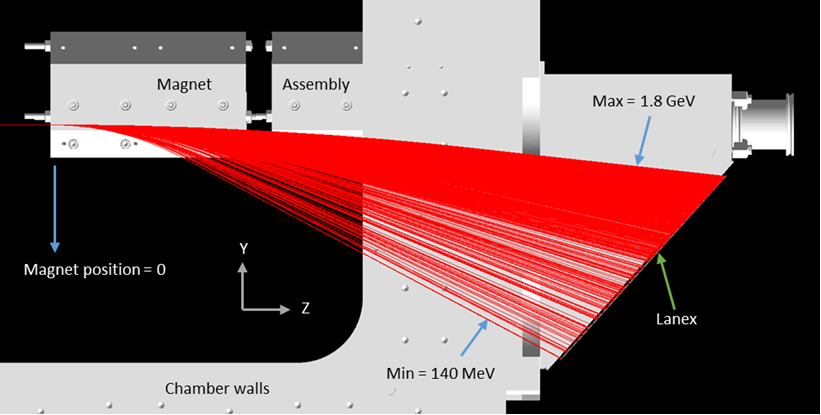 Magnet Assembly
Max = 1.8 GeV
Magnet position = 0
Y
Z
Lanex
Min = 140 MeV
Chamber walls